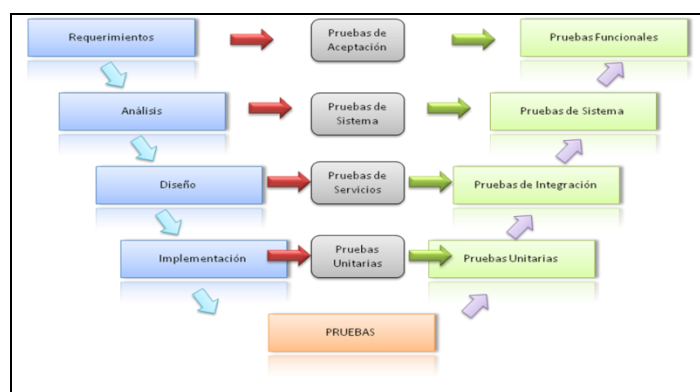 Requerimientos
Pruebas de
Aceptación
Pruebas Funcionales
Análisis
Pruebas de
Sistema
Pruebas de Sistema
Diseño
Pruebas de
Servicios
Pruebas de Integración
Implementación
Pruebas
Unitarias
Pruebas Unitarias
PRUEBAS